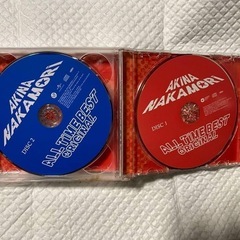 AKINA
NAKAMORI
DISC 2
ALL TIME BEST
ORIGINAL
AKINA
NAKAMORI
DISC 1
ALL TIME BEST
ORIGINAL